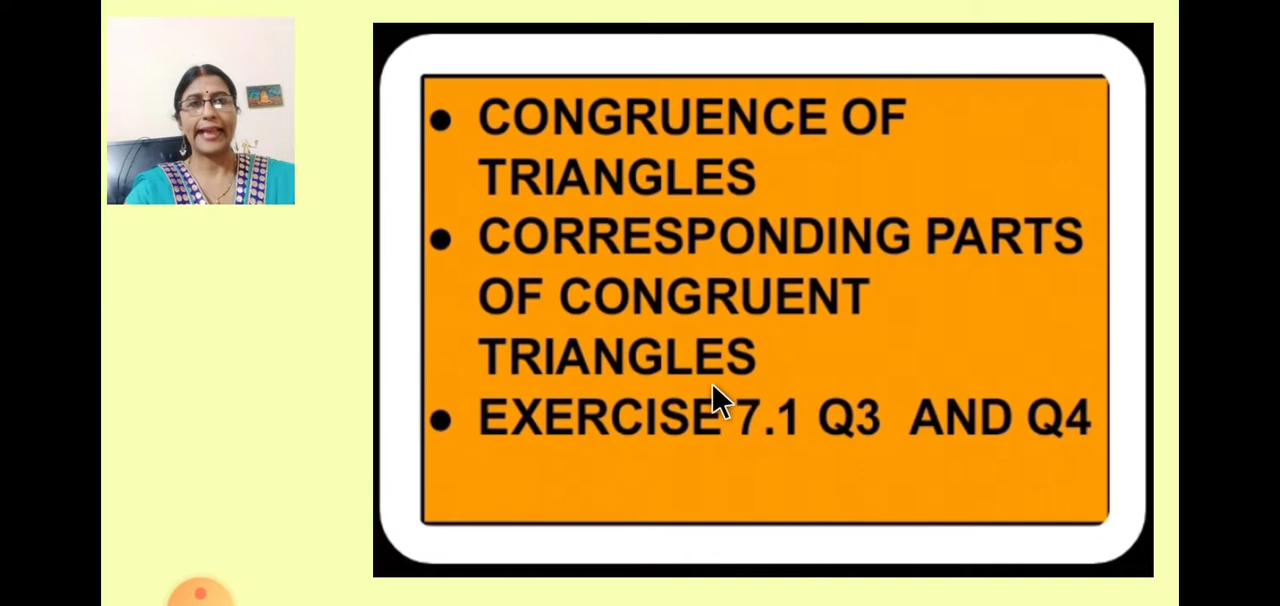 CONGRUENCE OF
TRIANGLES
CORRESPONDING PARTS
OF CONGRUENT
TRIANGLES
EXERCISE 7.1 Q3 AND Q4